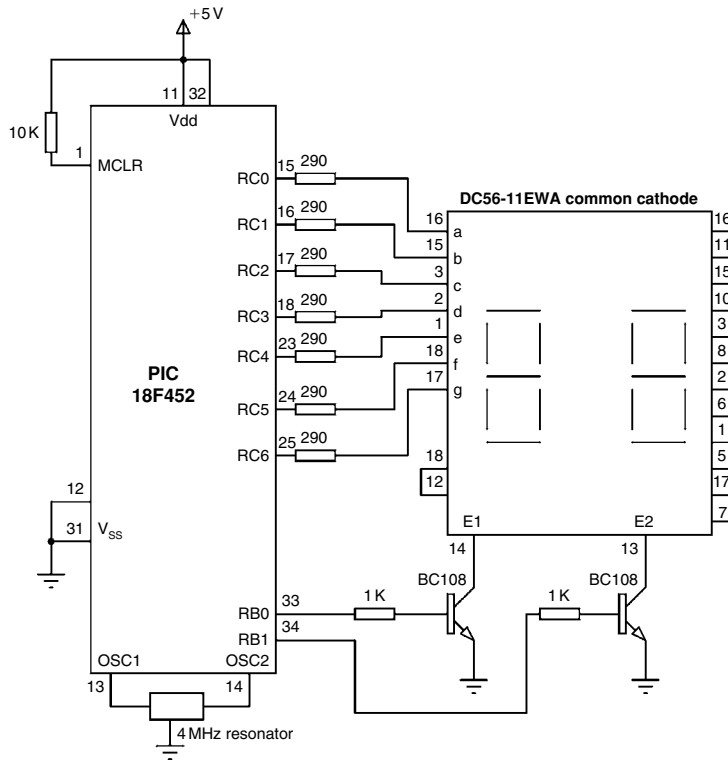 +5 V
11 32
Vdd
10 K
1
MCLR
RC0
15
290
RC1
16
290
RC2
17
290
RC3
18
290
RC4
23
290
RC5
24
290
RC6
25
290
PIC
18F452
DC56-11EWA common cathode
16
a
15
b
3
c
2
d
1
e
18
f
17
g
18
12
16
11
15
10
3
8
2
6
1
5
17
7
E1
E2
14
13
12
31
VSS
BC108
BC108
1 K
1 K
RB0
33
RB1
34
OSC1
OSC2
13
14
4 MHz resonator